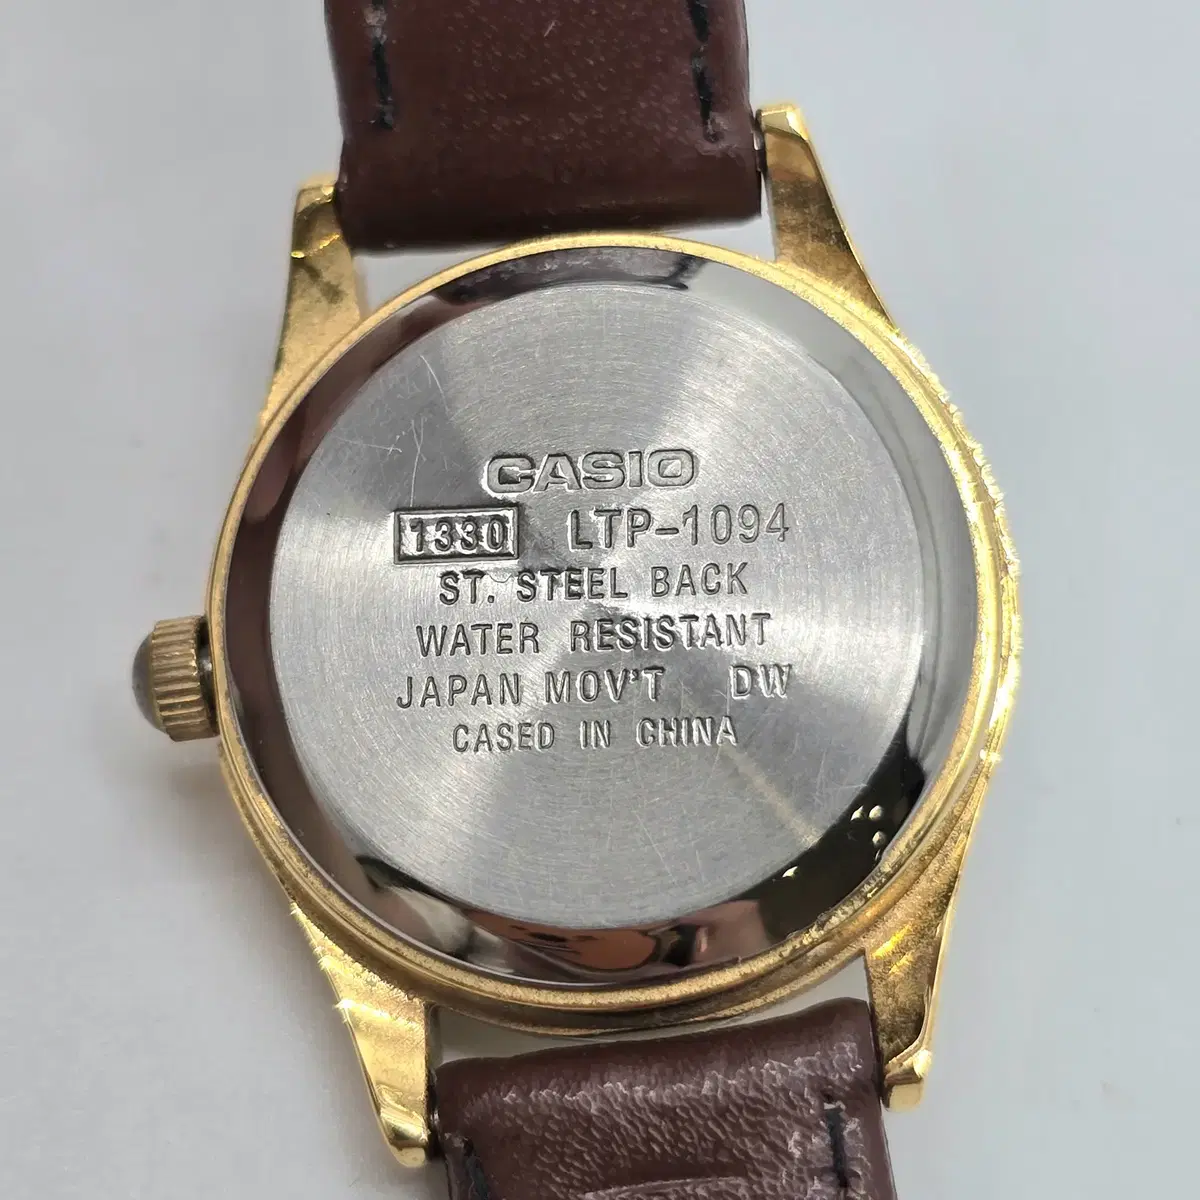 CASIO
1330 LTP-1094
ST. STEEL BACK
WATER RESISTANT
JAPAN MOV'T DW
CASED IN CHINA